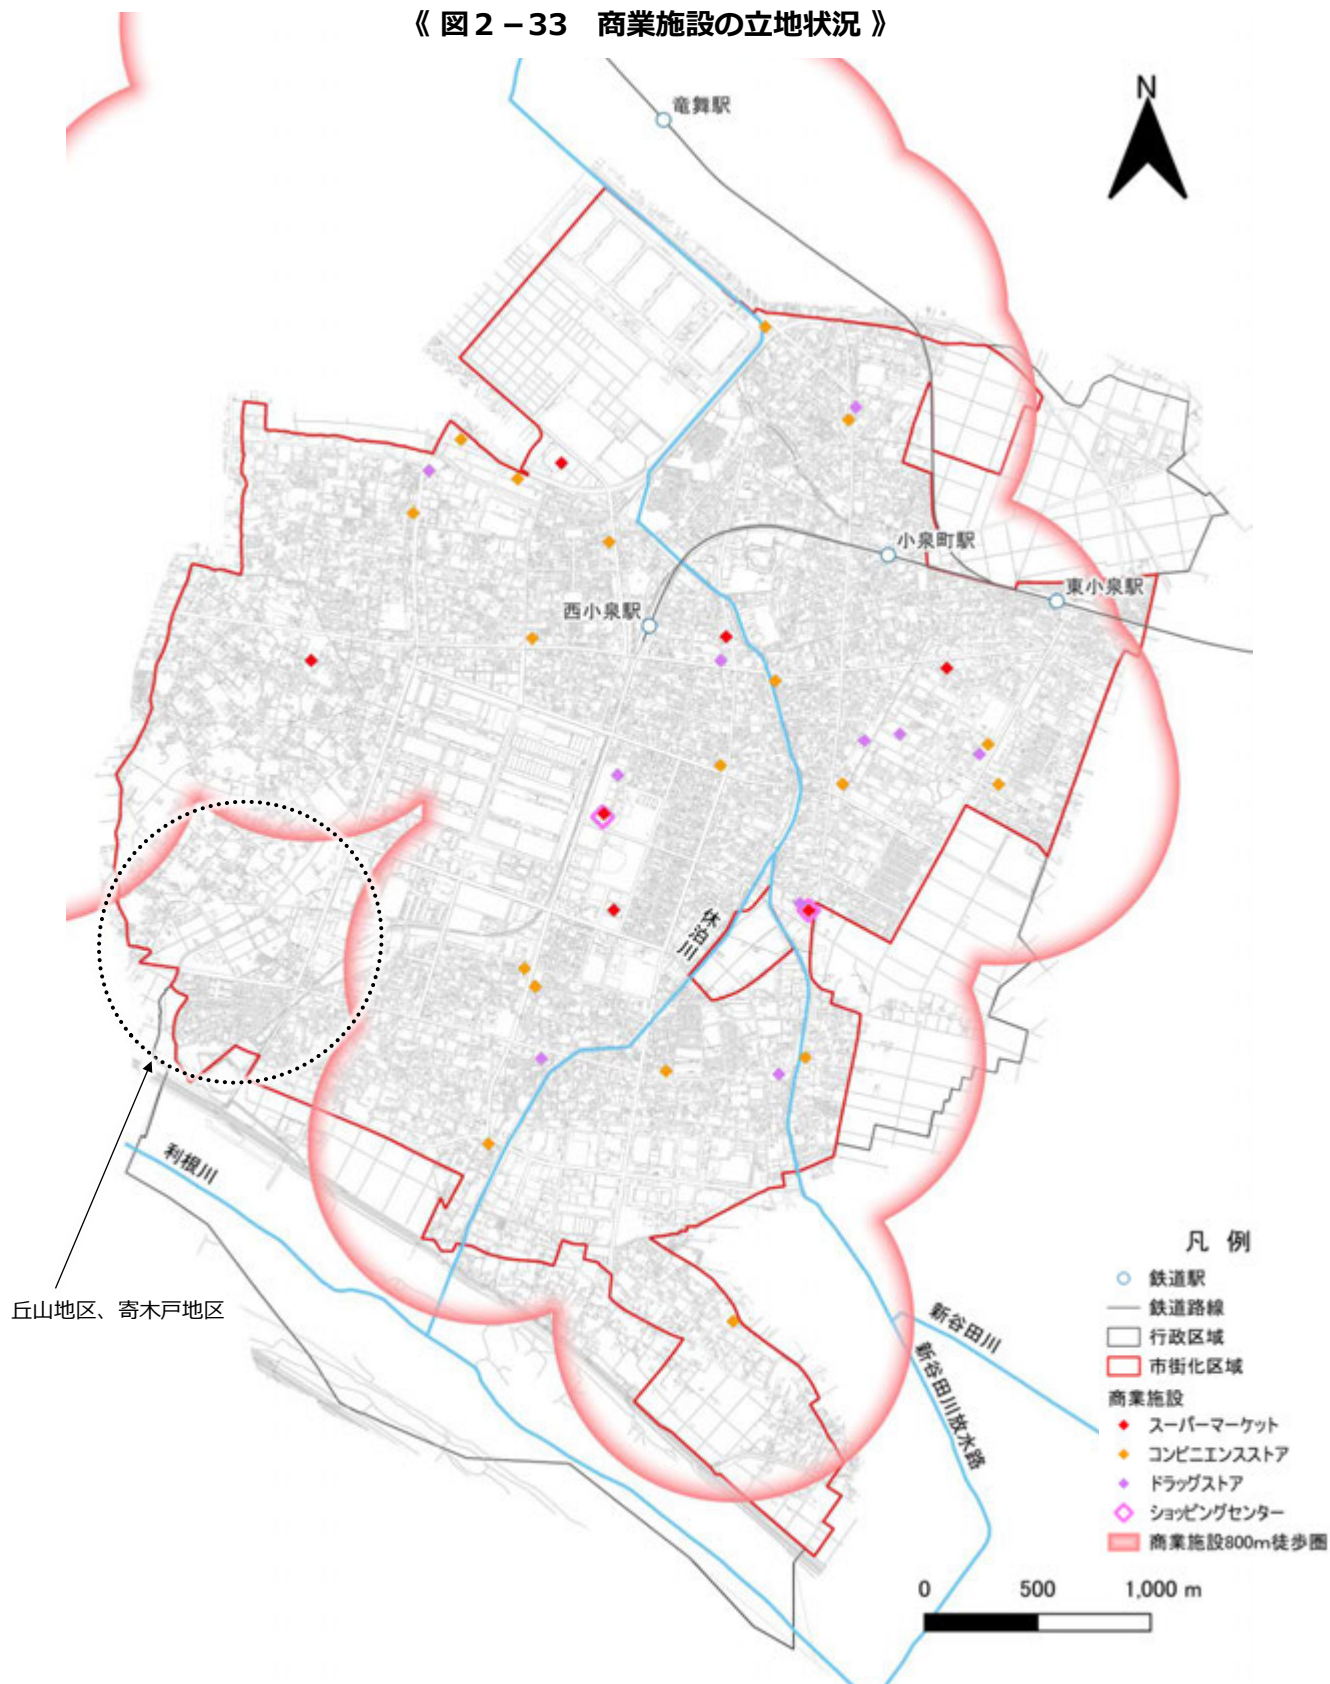 《 図２－33　商業施設の立地状況 》
N
竜舞駅
小泉町駅
東小泉駅
西小泉駅
休泊川
利根川
丘山地区、寄木戸地区
新谷田川
新谷田川放水路
凡 例
鉄道駅
鉄道路線
行政区域
市街化区域
商業施設
スーパーマーケット
コンビニエンスストア
ドラッグストア
ショッピングセンター
商業施設800m徒歩圏
0 500 1,000 m